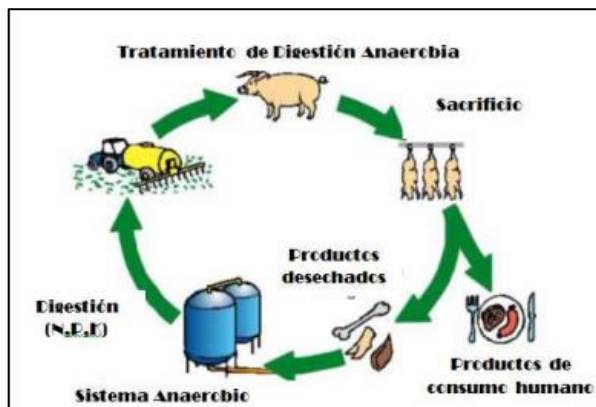 Tratamiento de Digestión Anaerobia
Sacrificio
Productos
desechados
Digestión
(N,P,K)
Productos de
consumo humano
Sistema Anaerobio